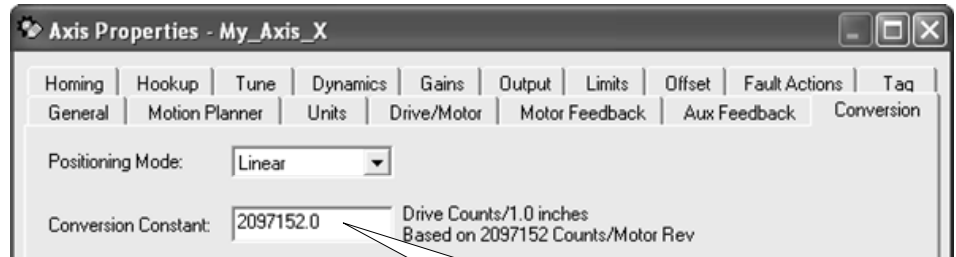 Axis Properties - My_Axis_X
Homing Hookup Tune Dynamics Gains Output Limits Offset Fault Actions Tag
General Motion Planner Units Drive/Motor Motor Feedback Aux Feedback Conversion
Positioning Mode: Linear
Conversion Constant: 2097152.0 Drive Counts/1.0 inches
Based on 2097152 Counts/Motor Rev